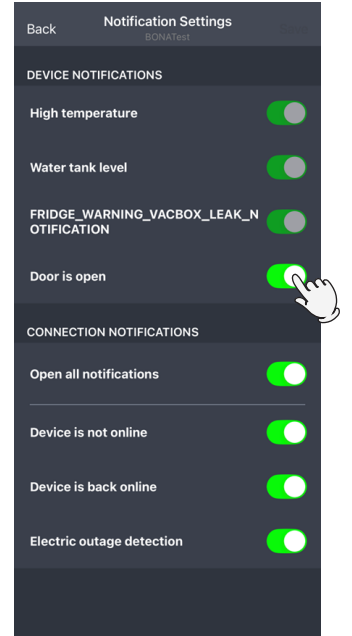 Back
Notification Settings
BONATest
Save
DEVICE NOTIFICATIONS
High temperature
Water tank level
FRIDGE_WARNING_VACBOX_LEAK_N
OTIFICATION
Door is open
CONNECTION NOTIFICATIONS
Open all notifications
Device is not online
Device is back online
Electric outage detection